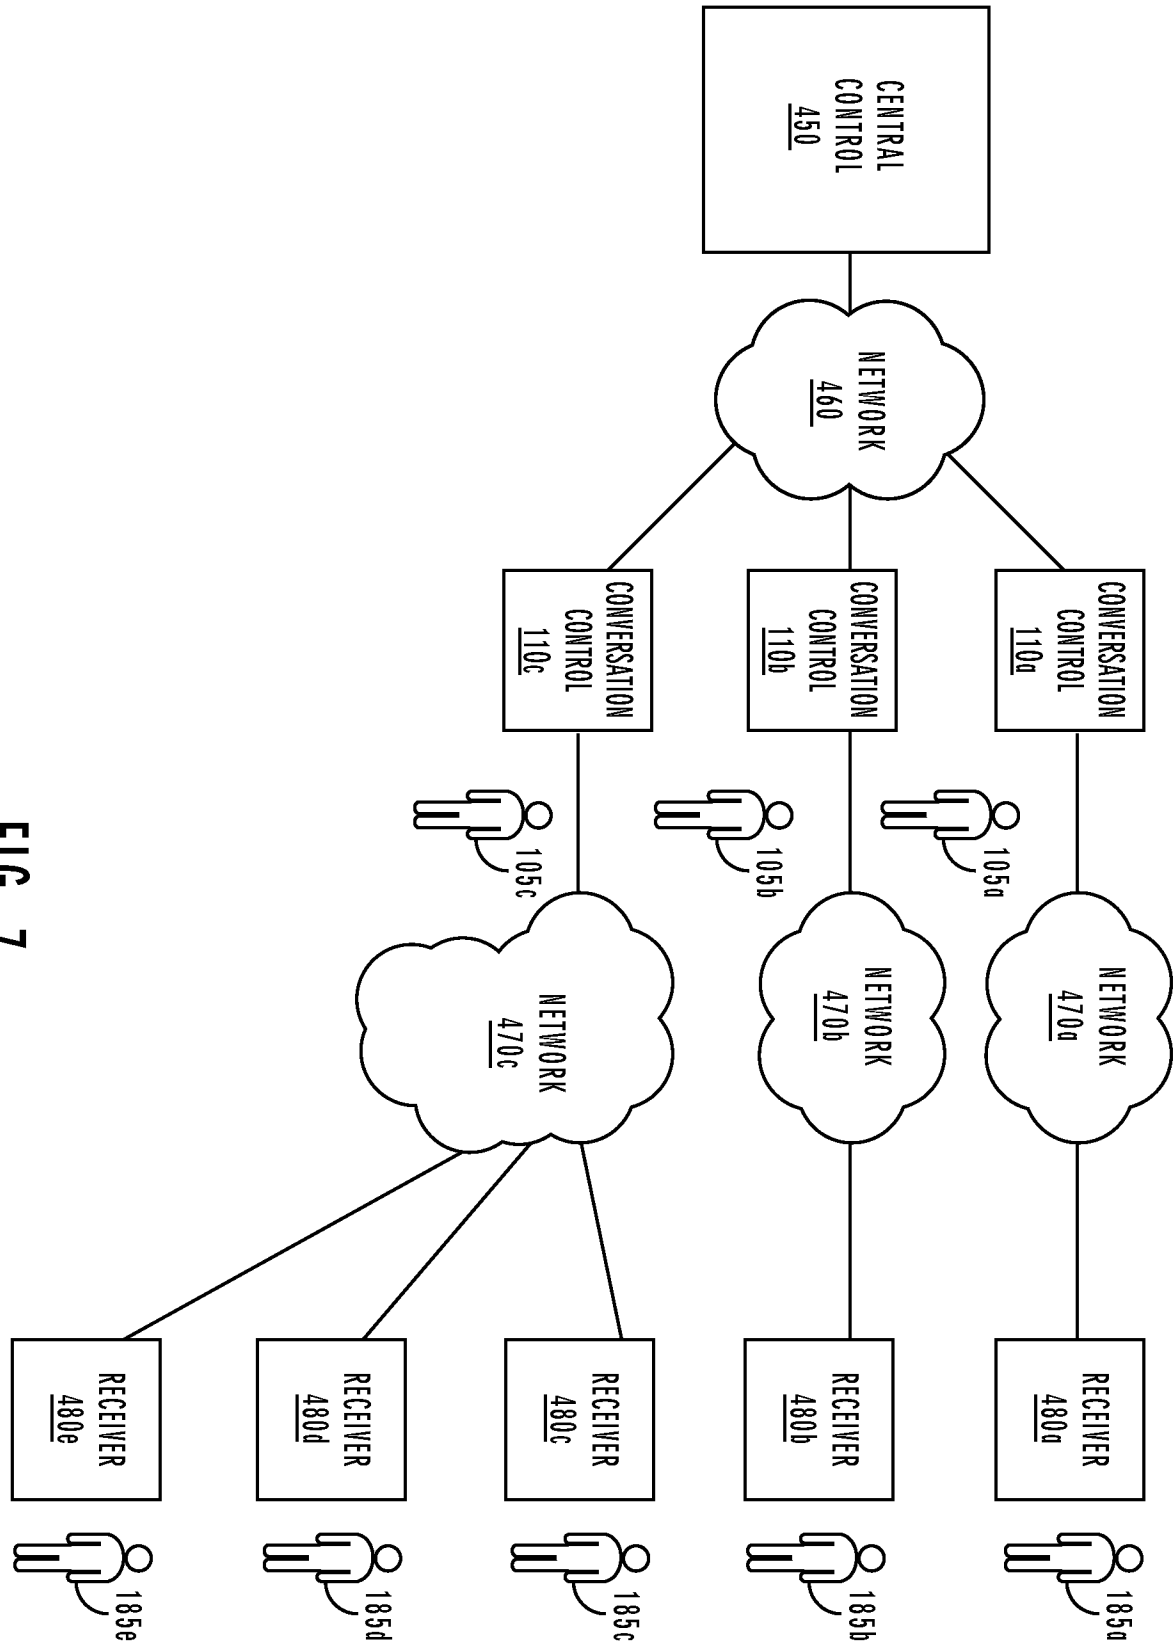 CENTRAL
CONTROL
450
NETWORK
460
CONVERSATION
CONTROL
110a
CONVERSATION
CONTROL
110b
CONVERSATION
CONTROL
110c
105a
105b
105c
NETWORK
470a
NETWORK
470b
NETWORK
470c
RECEIVER
480a
RECEIVER
480b
RECEIVER
480c
RECEIVER
480d
RECEIVER
480e
185a
185b
185c
185d
185e
FIG. 7